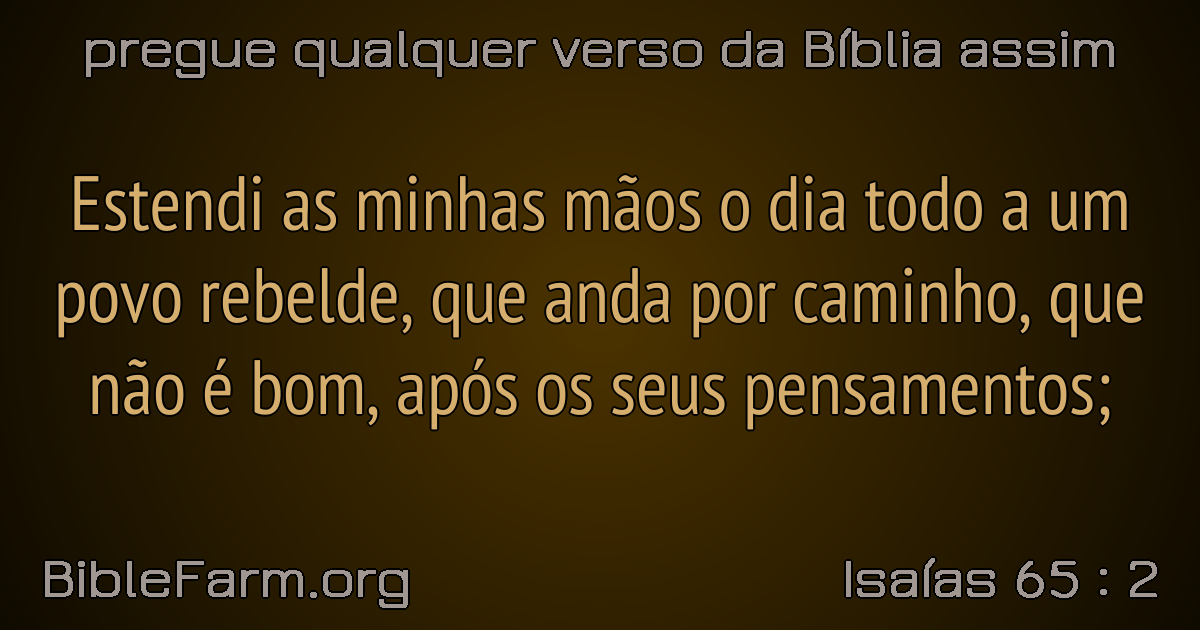 pregue qualquer verso da Bíblia assim
Estendi as minhas mãos o dia todo a um
povo rebelde, que anda por caminho, que
não é bom, após os seus pensamentos;
BibleFarm.org
Isaías 65 : 2